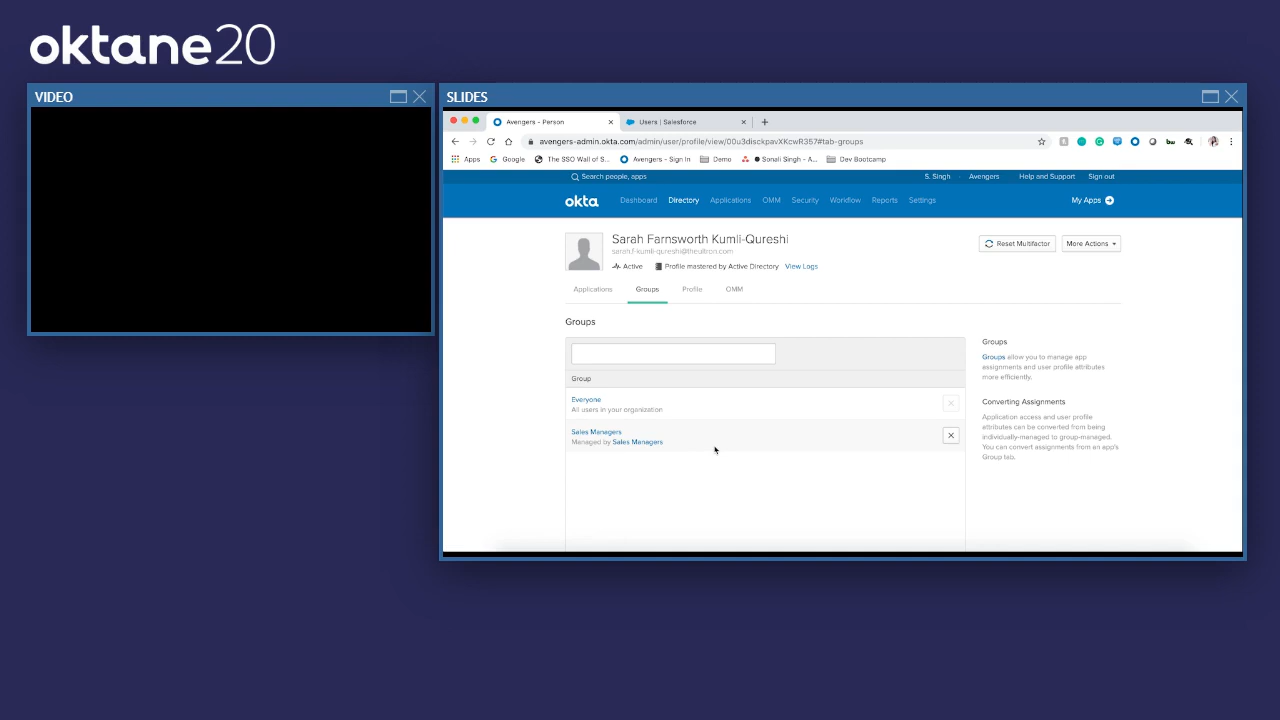 oktane20
VIDEO
SLIDES
Avengers - Person
Users | Salesforce
avengers-admin.okta.com/admin/user/profile/view/00u3disckpavXKcwR357#tab-groups
Apps
Google
The SSO Wall of S...
Avengers - Sign In
Demo
Sonali Singh - A...
Dev Bootcamp
Search people, apps
S. Singh
Avengers
Help and Support
Sign out
okta
Dashboard
Directory
Applications
OMM
Security
Workflow
Reports
Settings
My Apps
Sarah Farnsworth Kumli-Qureshi
sarah.f-kumli-qureshi@theultron.com
Reset Multifactor
More Actions
Active
Profile mastered by Active Directory
View Logs
Applications
Groups
Profile
OMM
Groups
Group
Everyone
All users in your organization
Sales Managers
Managed by Sales Managers
Groups
Groups allow you to manage app
assignments and user profile attributes
more efficiently.
Converting Assignments
Application access and user profile
attributes can be converted from being
individually-managed to group-managed.
You can convert assignments from an app's
Group tab.